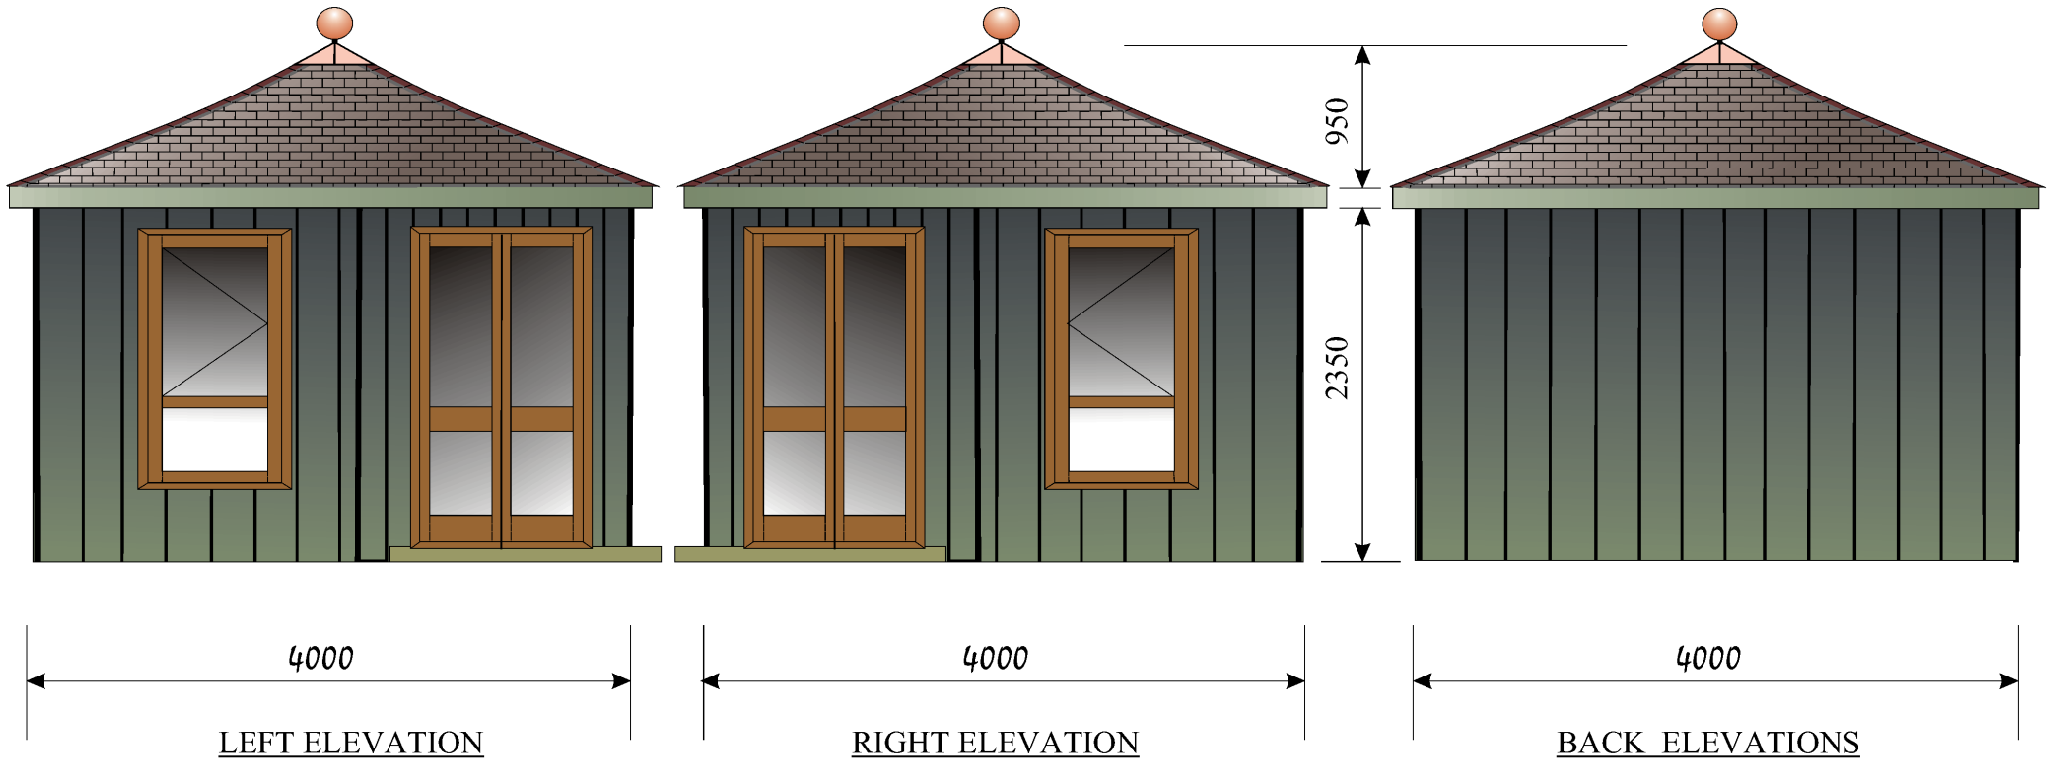 950
2350
4000
4000
4000
LEFT ELEVATION
RIGHT ELEVATION
BACK ELEVATIONS